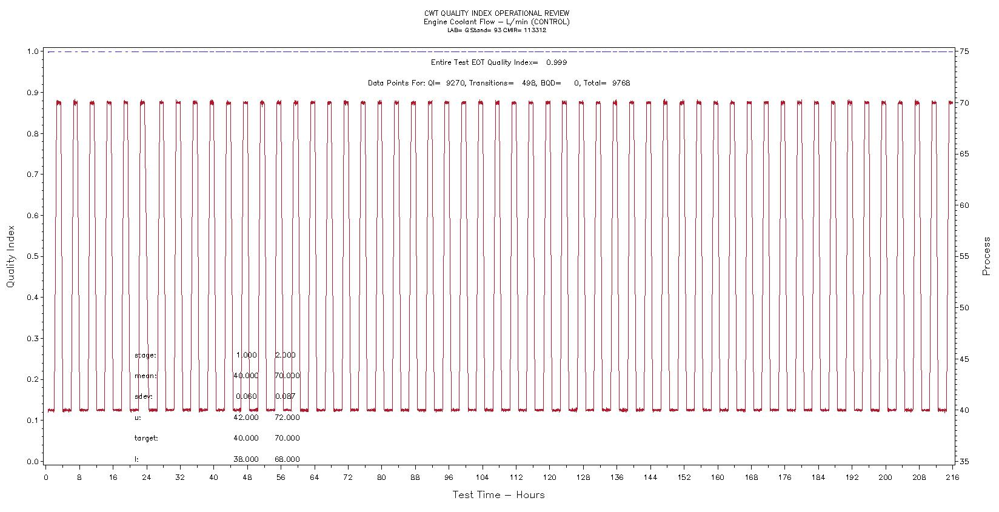 CWT QUALITY INDEX OPERATIONAL REVIEW
Engine Coolant Flow – L/min (CONTROL)
LAB= G Stand= 93 CMIR= 113312
Entire Test EOT Quality Index= 0.999
Data Points For: QI= 9270, Transitions= 498, BQD= 0, Total= 9768
1.0
0.9
0.8
0.7
0.6
0.5
0.4
0.3
0.2
0.1
0.0
Quality Index
75
70
65
60
55
50
45
40
35
Process
stage: 1.000 2.000
mean: 40.000 70.000
sdev: 0.060 0.087
u: 42.000 72.000
target: 40.000 70.000
l: 38.000 68.000
0 8 16 24 32 40 48 56 64 72 80 88 96 104 112 120 128 136 144 152 160 168 176 184 192 200 208 216
Test Time – Hours